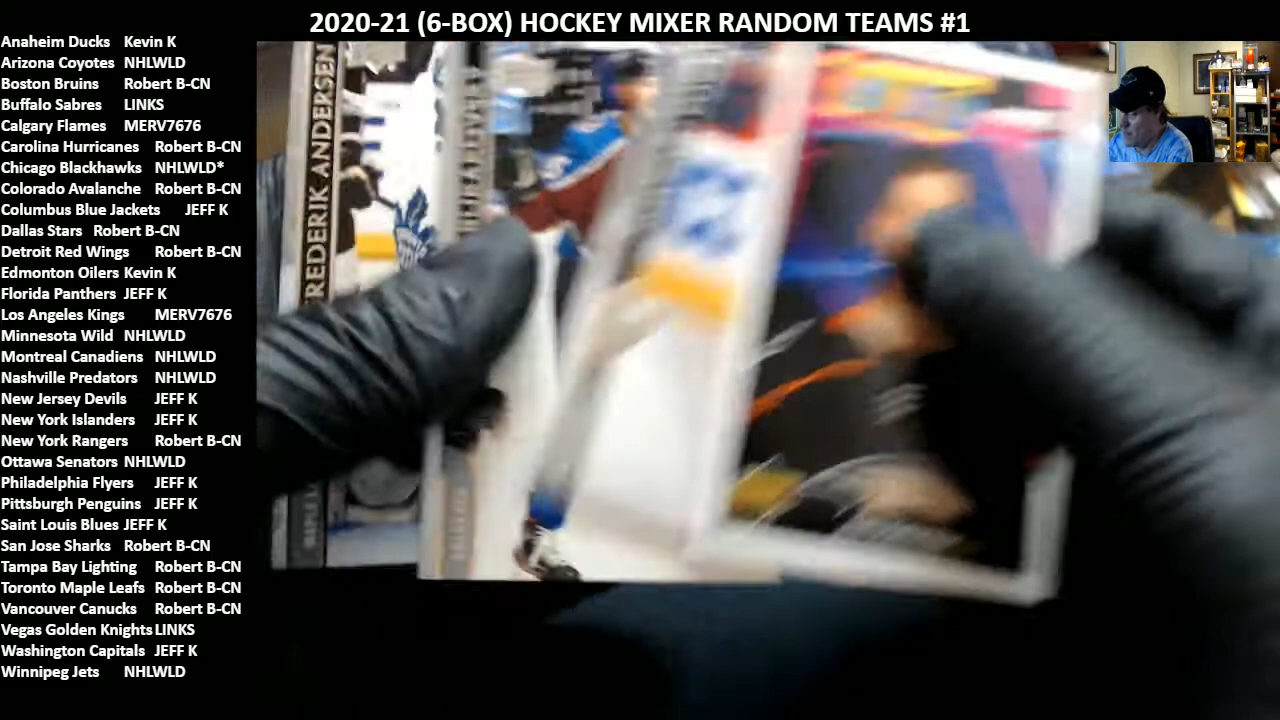 2020-21 (6-BOX) HOCKEY MIXER RANDOM TEAMS #1
Anaheim Ducks Kevin K
Arizona Coyotes NHLWLD
Boston Bruins Robert B-CN
Buffalo Sabres LINKS
Calgary Flames MERV7676
Carolina Hurricanes Robert B-CN
Chicago Blackhawks NHLWLD*
Colorado Avalanche Robert B-CN
Columbus Blue Jackets JEFF K
Dallas Stars Robert B-CN
Detroit Red Wings Robert B-CN
Edmonton Oilers Kevin K
Florida Panthers JEFF K
Los Angeles Kings MERV7676
Minnesota Wild NHLWLD
Montreal Canadiens NHLWLD
Nashville Predators NHLWLD
New Jersey Devils JEFF K
New York Islanders JEFF K
New York Rangers Robert B-CN
Ottawa Senators NHLWLD
Philadelphia Flyers JEFF K
Pittsburgh Penguins JEFF K
Saint Louis Blues JEFF K
San Jose Sharks Robert B-CN
Tampa Bay Lighting Robert B-CN
Toronto Maple Leafs Robert B-CN
Vancouver Canucks Robert B-CN
Vegas Golden Knights LINKS
Washington Capitals JEFF K
Winnipeg Jets NHLWLD
FREDERIK ANDERSEN